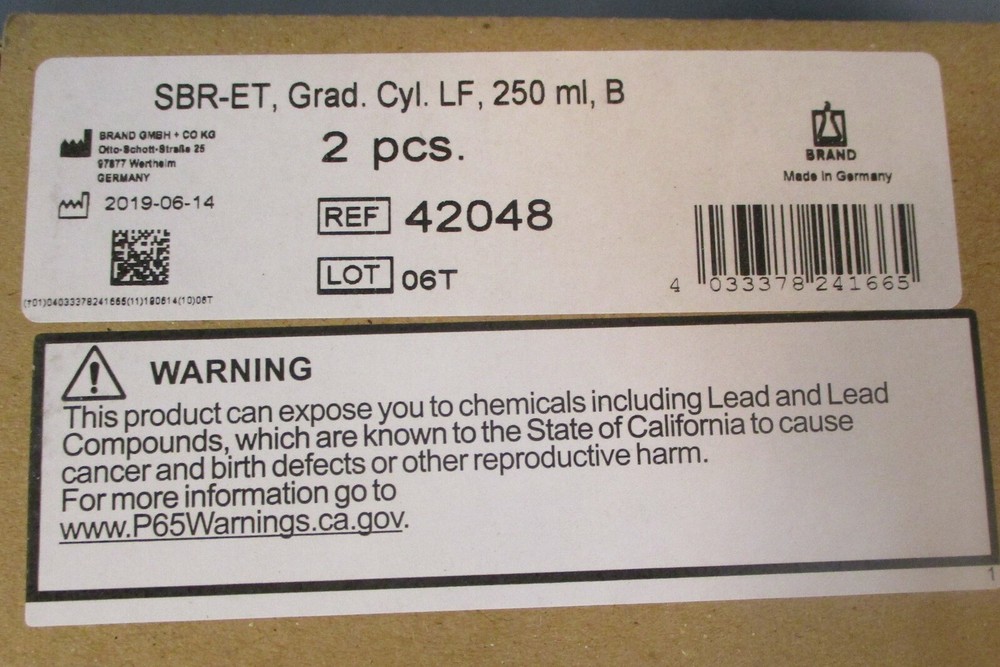 SBR-ET, Grad. Cyl. LF, 250 ml, B
BRAND GMBH + CO KG
Otto-Schott-Straße 25
97877 Wertheim
GERMANY
2019-06-14
2 pcs.
REF 42048
LOT 06T
BRAND
Made in Germany
4 033378 241665
(01)04033378241665(11)190614(10)06T
WARNING
This product can expose you to chemicals including Lead and Lead
Compounds, which are known to the State of California to cause
cancer and birth defects or other reproductive harm.
For more information go to
www.P65Warnings.ca.gov.
1